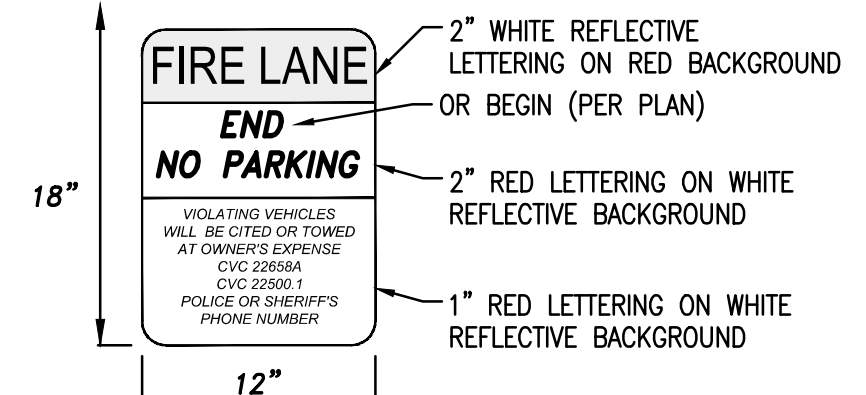 FIRE LANE
END
NO PARKING
VIOLATING VEHICLES
WILL BE CITED OR TOWED
AT OWNER'S EXPENSE
CVC 22658A
CVC 22500.1
POLICE OR SHERIFF'S
PHONE NUMBER
18"
12"
2" WHITE REFLECTIVE
LETTERING ON RED BACKGROUND
OR BEGIN (PER PLAN)
2" RED LETTERING ON WHITE
REFLECTIVE BACKGROUND
1" RED LETTERING ON WHITE
REFLECTIVE BACKGROUND